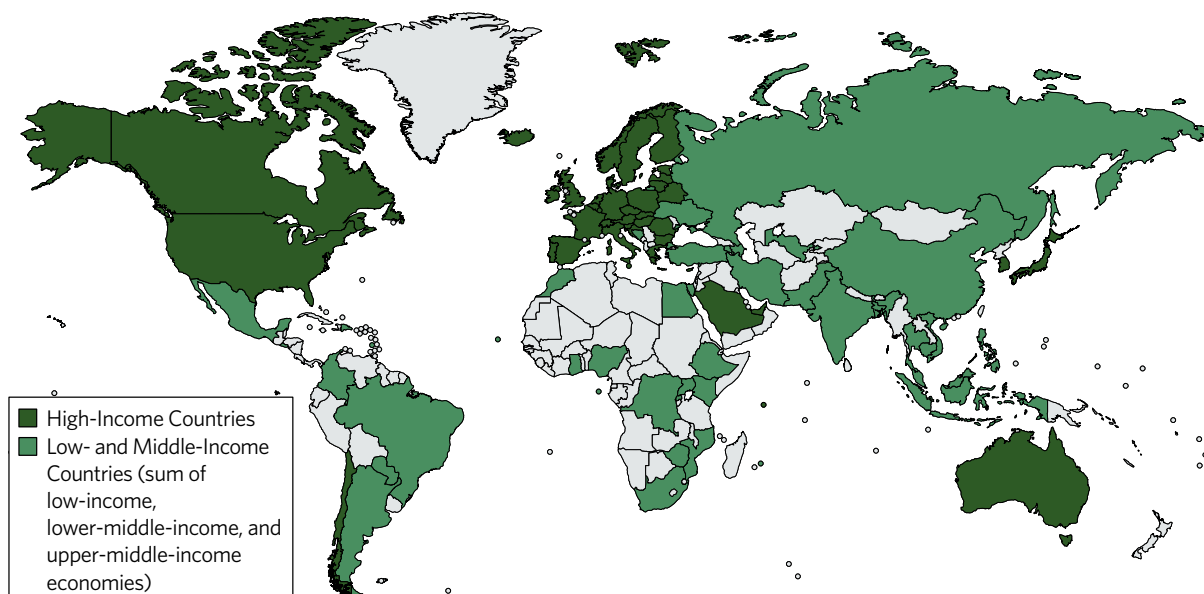 High-Income Countries
Low- and Middle-Income
Countries (sum of
low-income,
lower-middle-income, and
upper-middle-income
economies)